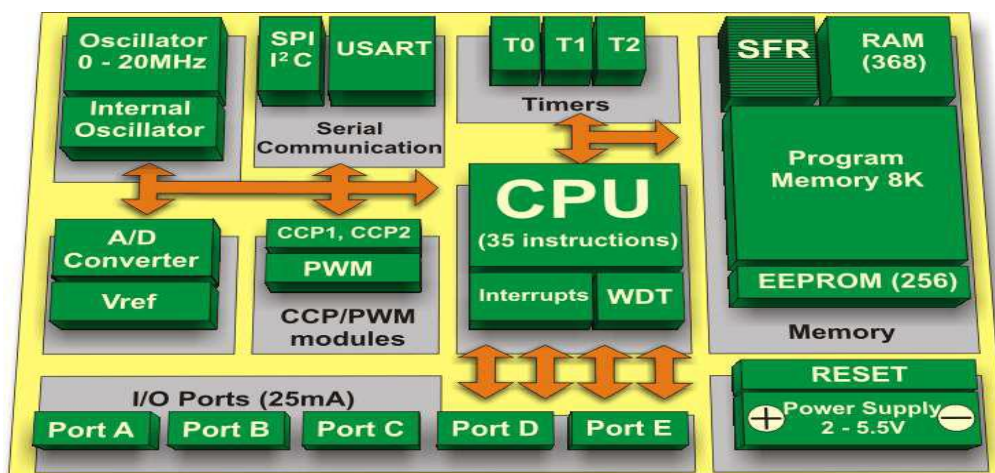 Oscillator
0 - 20MHz
Internal
Oscillator
SPI
I²C
USART
Serial
Communication
T0 T1 T2
Timers
SFR
RAM
(368)
Program
Memory 8K
EEPROM (256)
Memory
A/D
Converter
Vref
CCP1, CCP2
PWM
CCP/PWM
modules
CPU
(35 instructions)
Interrupts
WDT
I/O Ports (25mA)
Port A
Port B
Port C
Port D
Port E
RESET
+ Power Supply −
2 - 5.5V